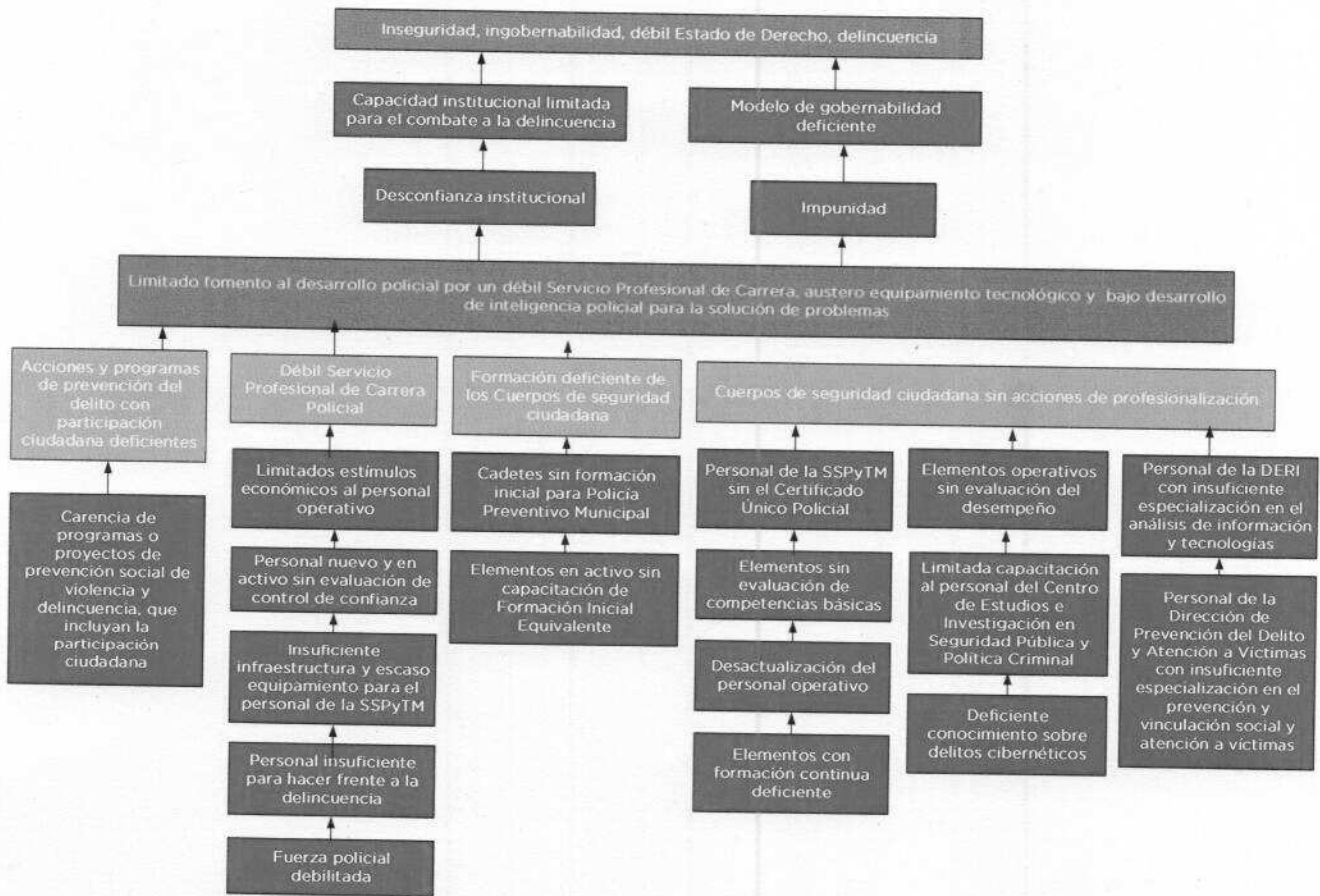 Inseguridad, ingobernabilidad, débil Estado de Derecho, delincuencia
Capacidad institucional limitada
para el combate a la delincuencia
Modelo de gobernabilidad
deficiente
Desconfianza institucional
Impunidad
Limitado fomento al desarrollo policial por un débil Servicio Profesional de Carrera, austero equipamiento tecnológico y bajo desarrollo
de inteligencia policial para la solución de problemas
Acciones y programas
de prevención del
delito con
participación
ciudadana deficientes
Débil Servicio
Profesional de Carrera
Policial
Formación deficiente de
los Cuerpos de seguridad
ciudadana
Cuerpos de seguridad ciudadana sin acciones de profesionalización
Carencia de
programas o
proyectos de
prevención social de
violencia y
delincuencia, que
incluyan la
participación
ciudadana
Limitados estímulos
económicos al personal
operativo
Personal nuevo y en
activo sin evaluación de
control de confianza
Insuficiente
infraestructura y escaso
equipamiento para el
personal de la SSPyTM
Personal insuficiente
para hacer frente a la
delincuencia
Fuerza policial
debilitada
Cadetes sin formación
inicial para Policía
Preventivo Municipal
Elementos en activo sin
capacitación de
Formación Inicial
Equivalente
Personal de la SSPyTM
sin el Certificado
Único Policial
Elementos sin
evaluación de
competencias básicas
Desactualización del
personal operativo
Elementos con
formación continua
deficiente
Elementos operativos
sin evaluación del
desempeño
Limitada capacitación
al personal del Centro
de Estudios e
Investigación en
Seguridad Pública y
Política Criminal
Deficiente
conocimiento sobre
delitos cibernéticos
Personal de la DERI
con insuficiente
especialización en el
análisis de información
y tecnologías
Personal de la
Dirección de
Prevención del Delito
y Atención a Víctimas
con insuficiente
especialización en el
prevención y
vinculación social y
atención a víctimas